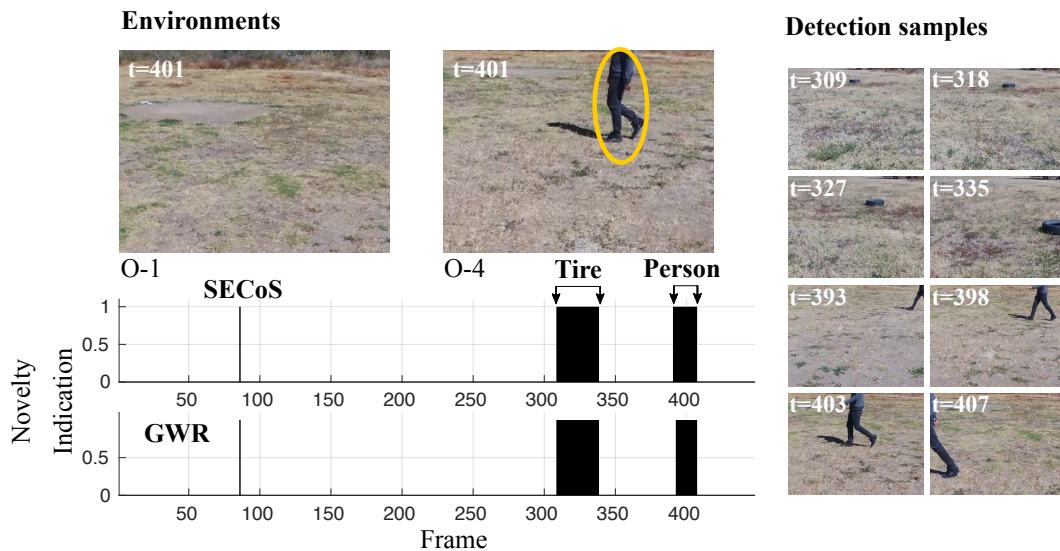 Environments
Detection samples
t=401
t=401
t=309
t=318
t=327
t=335
O-1
O-4
Tire
Person
SECoS
1
0.5
0
50 100 150 200 250 300 350 400
t=393
t=398
Novelty
Indication
GWR
0.5
0
50 100 150 200 250 300 350 400
Frame
t=403
t=407